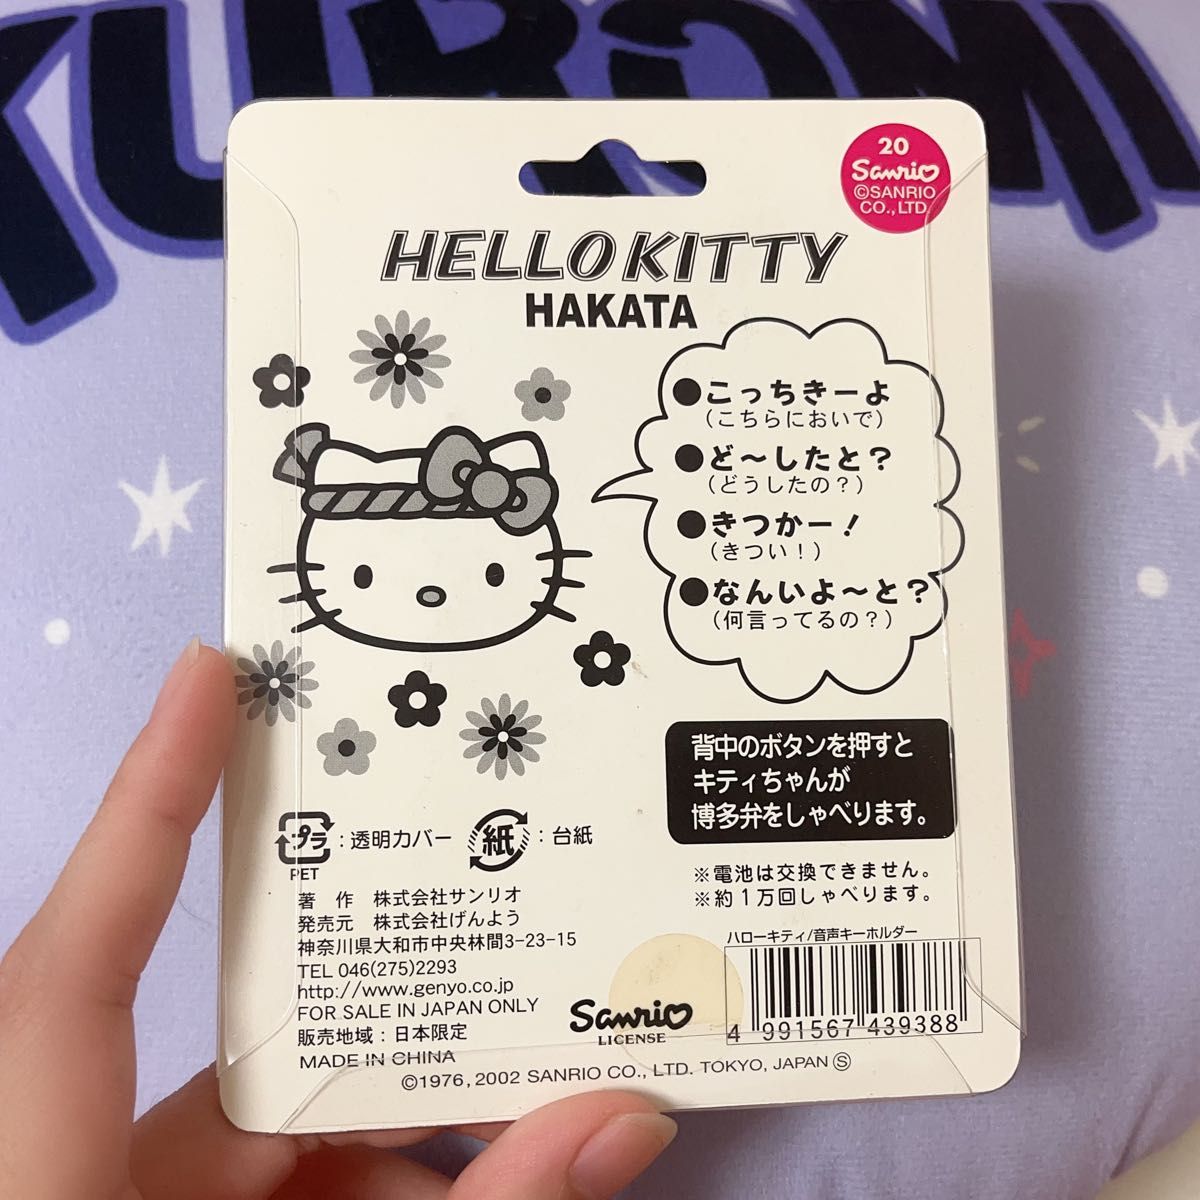 KUROMI
20
Sanrio
©SANRIO
CO.,LTD.
HELLO KITTY
HAKATA
●こっちきーよ
（こちらにおいで）
●ど〜したと？
（どうしたの？）
●きつかー！
（きつい！）
●なんいよ〜と？
（何言ってるの？）
背中のボタンを押すと
キティちゃんが
博多弁をしゃべります。
プラ：透明カバー 紙：台紙
PET
※電池は交換できません。
※約１万回しゃべります。
著　作　株式会社サンリオ
発売元　株式会社げんよう
神奈川県大和市中央林間3-23-15
TEL 046(275)2293
http://www.genyo.co.jp
FOR SALE IN JAPAN ONLY
販売地域：日本限定
MADE IN CHINA
Sanrio
LICENSE
ハローキティ/音声キーホルダー
4 991567 439388
©1976, 2002 SANRIO CO., LTD. TOKYO, JAPAN Ⓢ